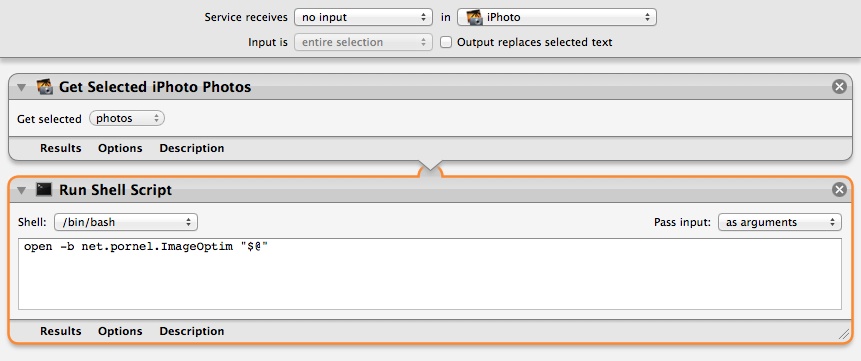 Service receives no input in iPhoto
Input is entire selection Output replaces selected text
Get Selected iPhoto Photos
Get selected photos
Results Options Description
Run Shell Script
Shell: /bin/bash Pass input: as arguments
open -b net.pornel.ImageOptim "$@"
Results Options Description